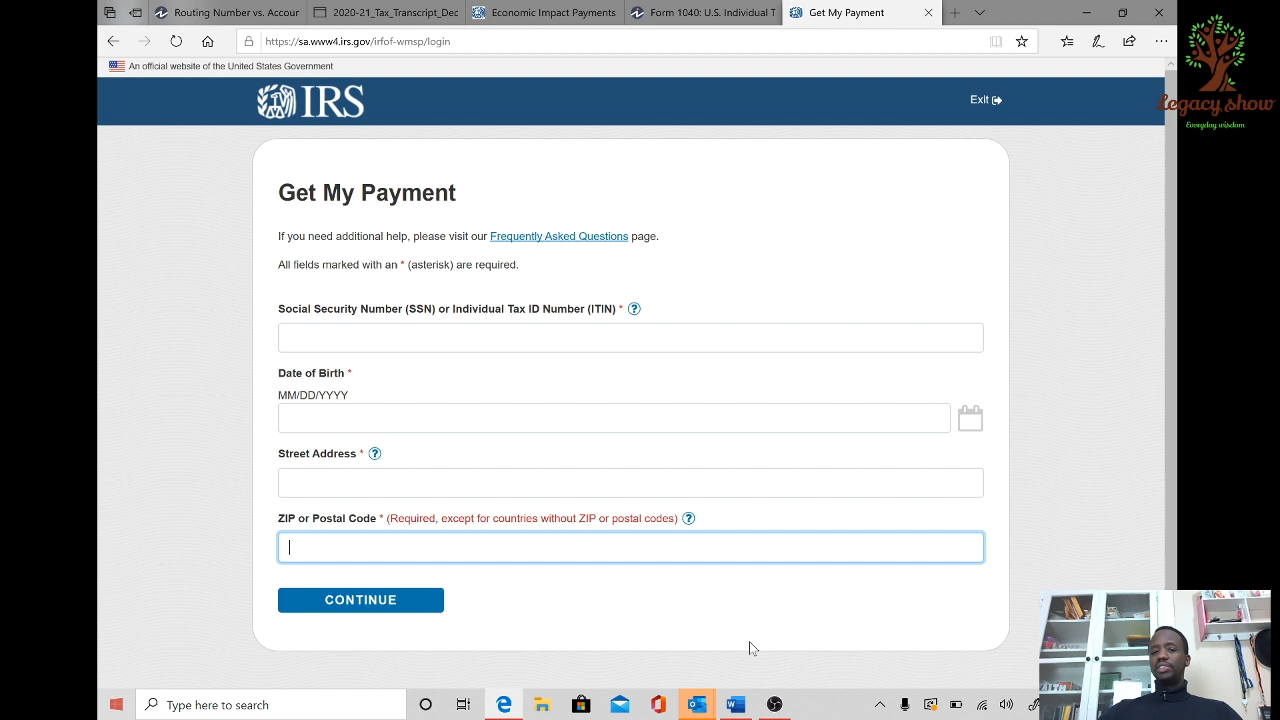 Routing Number vs. Accou
2020-21_Tax_Transcript_Dec
Economic Impact Payments
Form 1040: U.S. Individual T
Get My Payment
https://sa.www4.irs.gov/irfof-wmsp/login
An official website of the United States Government
IRS
Exit
Legacy show
Everyday wisdom
Get My Payment
If you need additional help, please visit our Frequently Asked Questions page.
All fields marked with an * (asterisk) are required.
Social Security Number (SSN) or Individual Tax ID Number (ITIN) * ?
Date of Birth *
MM/DD/YYYY
Street Address * ?
ZIP or Postal Code * (Required, except for countries without ZIP or postal codes) ?
CONTINUE
Type here to search